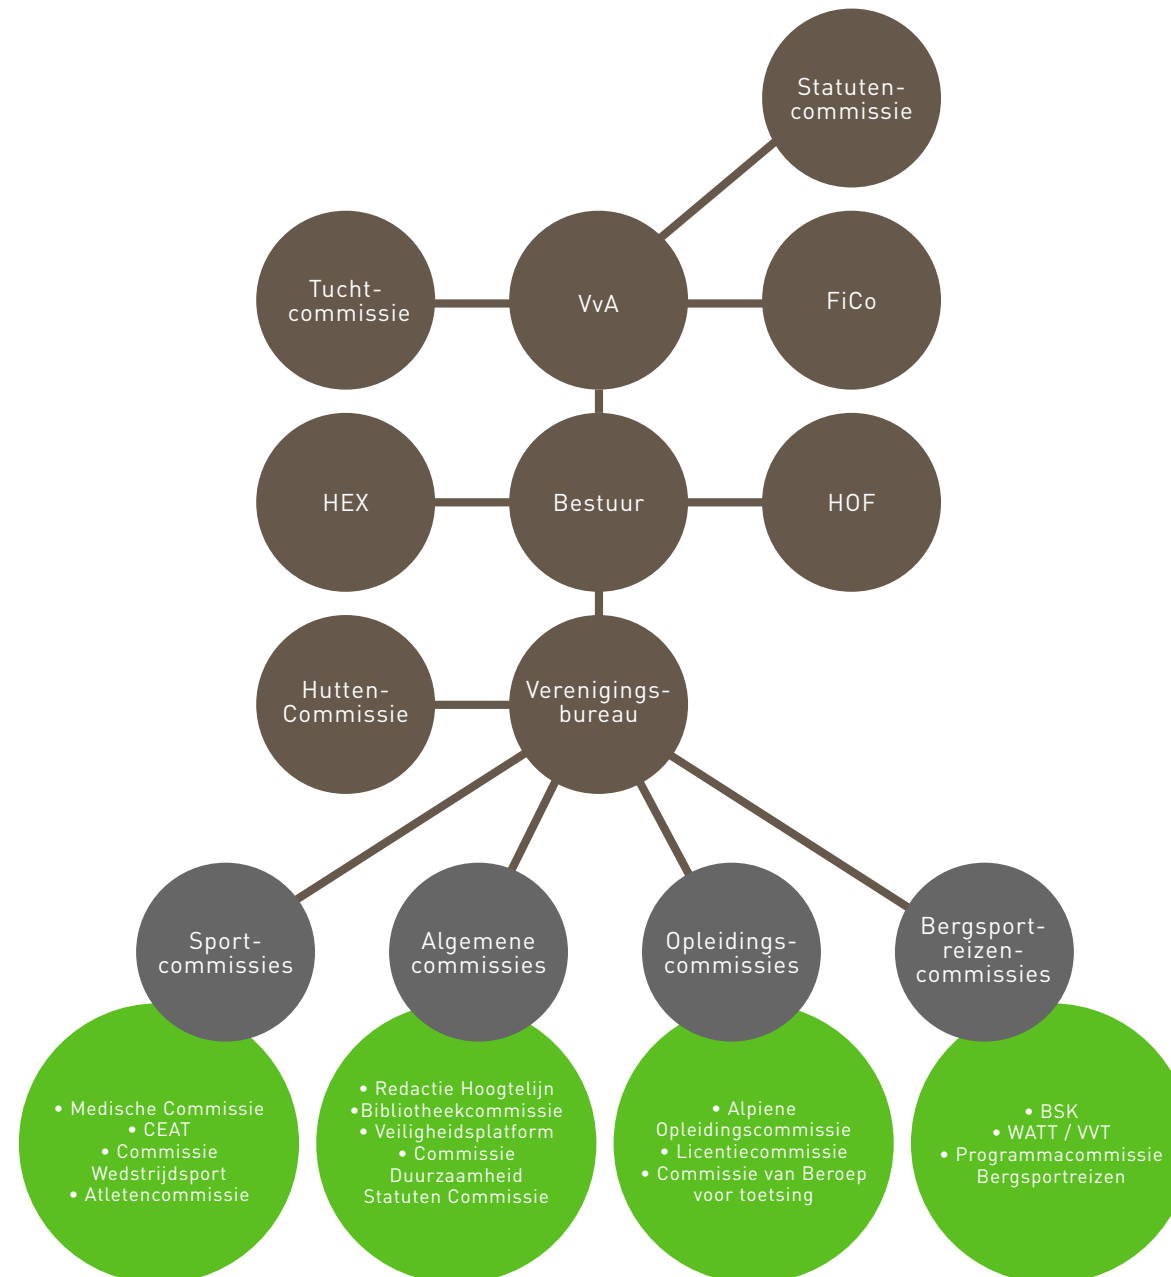 Statuten-
commissie
Tucht-
commissie
VvA
FiCo
HEX
Bestuur
HOF
Hutten-
Commissie
Verenigings-
bureau
Sport-
commissies
Algemene
commissies
Opleidings-
commissies
Bergsport-
reizen-
commissies
• Medische Commissie
• CEAT
• Commissie
Wedstrijdsport
• Atletencommissie
• Redactie Hoogtelijn
•Bibliotheekcommissie
• Veiligheidsplatform
• Commissie
Duurzaamheid
Statuten Commissie
• Alpiene
Opleidingscommissie
• Licentiecommissie
• Commissie van Beroep
voor toetsing
• BSK
• WATT / VVT
• Programmacommissie
Bergsportreizen